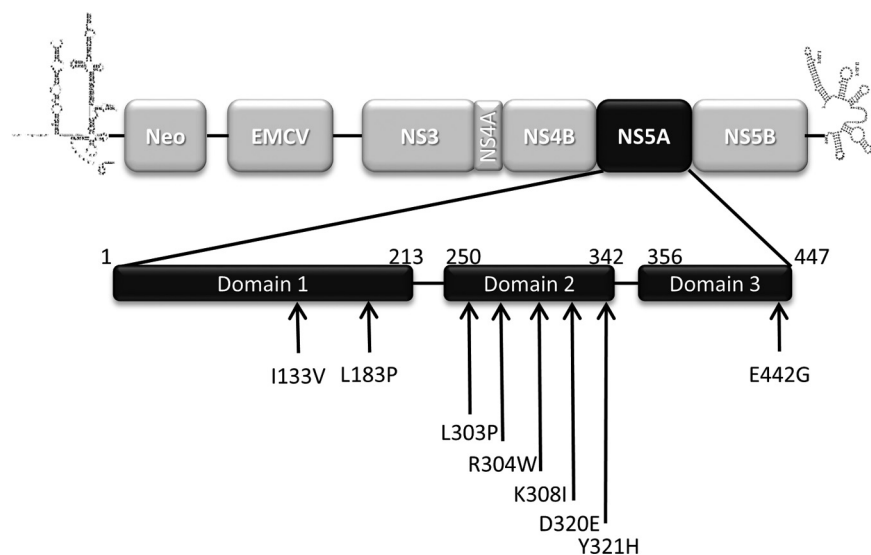 Neo EMCV NS3 NS4A NS4B NS5A NS5B
1 213 250 342 356 447
Domain 1 Domain 2 Domain 3
I133V L183P E442G
L303P
R304W
K308I
D320E
Y321H